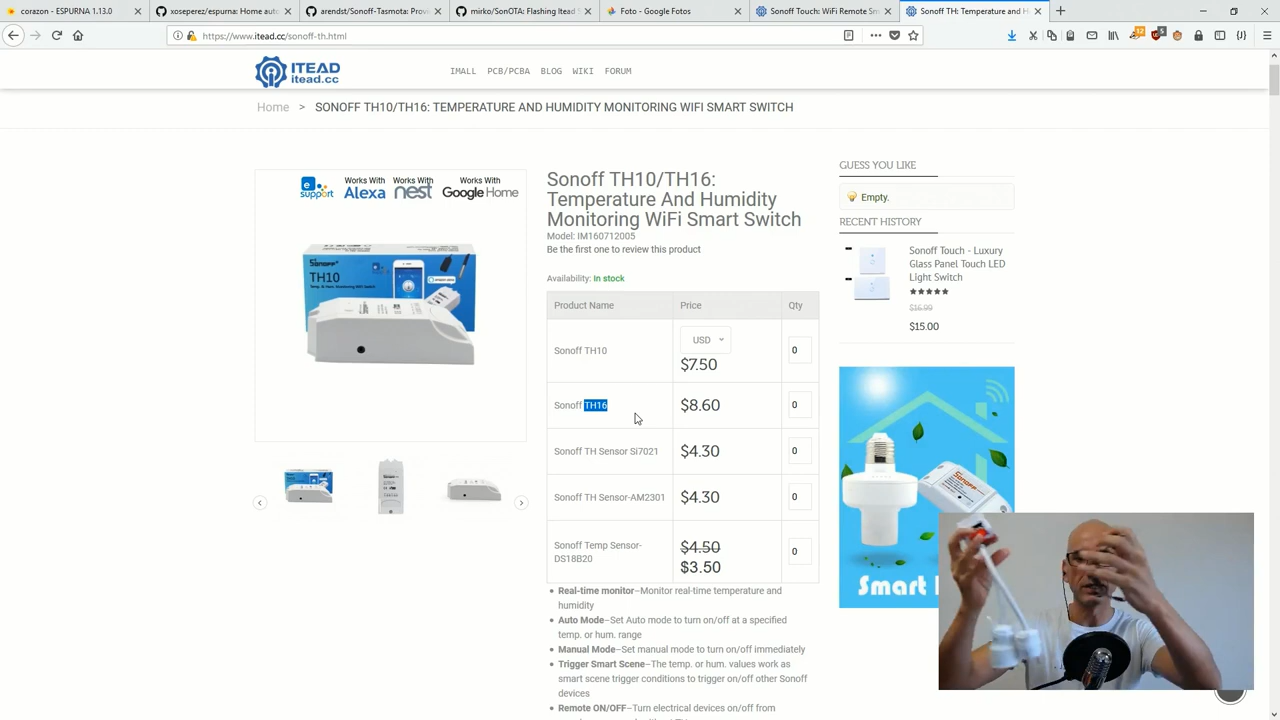 corazon - ESPURNA 1.13.0
xoseperez/espurna: Home auto
arendst/Sonoff-Tasmota: Provi
mirko/SonOTA: Flashing Itead S
Foto - Google Fotos
Sonoff Touch: WiFi Remote Sm
Sonoff TH: Temperature and H
https://www.itead.cc/sonoff-th.html
ITEAD
itead.cc
IMALL PCB/PCBA BLOG WIKI FORUM
Home > SONOFF TH10/TH16: TEMPERATURE AND HUMIDITY MONITORING WIFI SMART SWITCH
support
Works With
Alexa
Works With
nest
Works With
Google Home
SONOFF
TH10
Sonoff TH10/TH16:
Temperature And Humidity
Monitoring WiFi Smart Switch
Model: IM160712005
Be the first one to review this product
Availability: In stock
Product Name Price Qty
Sonoff TH10 USD $7.50 0
Sonoff TH16 $8.60 0
Sonoff TH Sensor Si7021 $4.30 0
Sonoff TH Sensor-AM2301 $4.30 0
Sonoff Temp Sensor-
DS18B20
$4.50
$3.50
0
Real-time monitor–Monitor real-time temperature and
humidity
Auto Mode–Set Auto mode to turn on/off at a specified
temp. or hum. range
Manual Mode–Set manual mode to turn on/off immediately
Trigger Smart Scene–The temp. or hum. values work as
smart scene trigger conditions to trigger on/off other Sonoff
devices
Remote ON/OFF–Turn electrical devices on/off from
GUESS YOU LIKE
Empty.
RECENT HISTORY
Sonoff Touch - Luxury
Glass Panel Touch LED
Light Switch
$16.99
$15.00
Smart